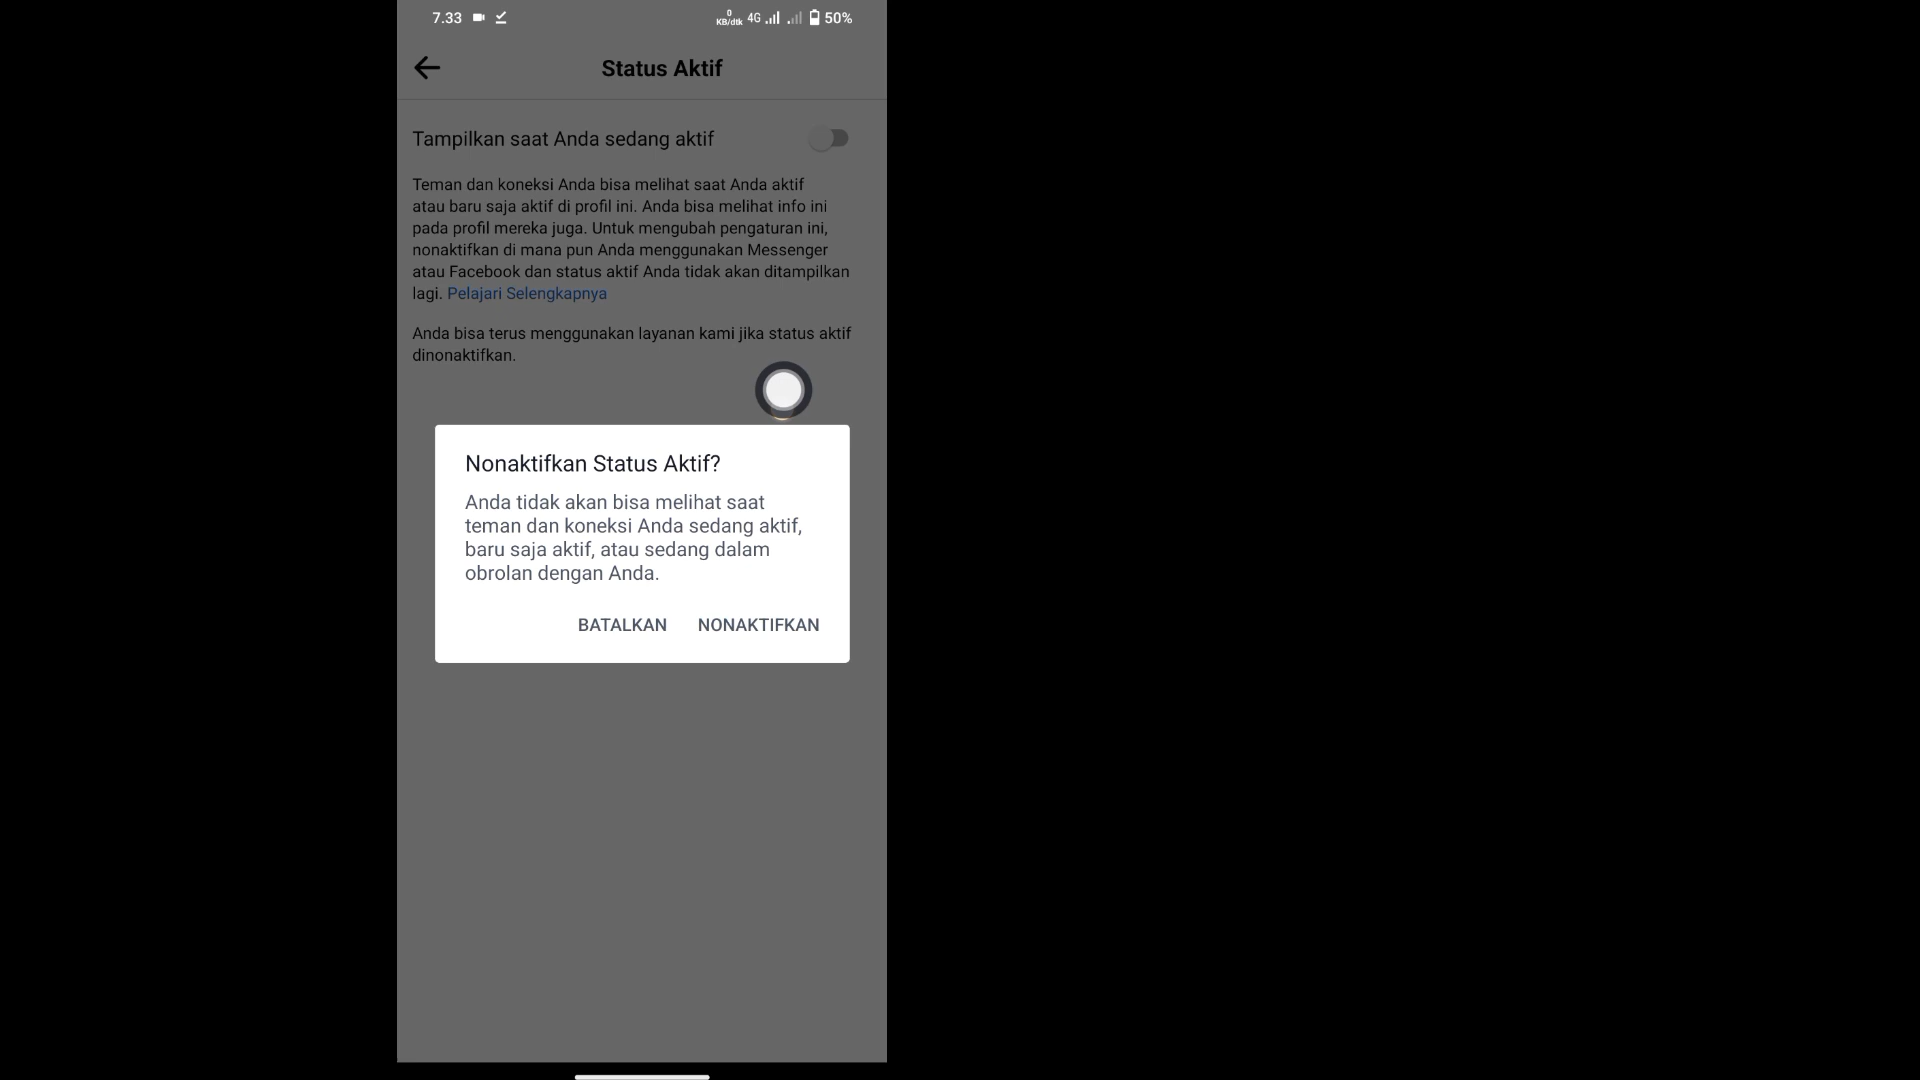 7.33
0
KB/dtk
4G
50%
Status Aktif
Tampilkan saat Anda sedang aktif
Teman dan koneksi Anda bisa melihat saat Anda aktif
atau baru saja aktif di profil ini. Anda bisa melihat info ini
pada profil mereka juga. Untuk mengubah pengaturan ini,
nonaktifkan di mana pun Anda menggunakan Messenger
atau Facebook dan status aktif Anda tidak akan ditampilkan
lagi. Pelajari Selengkapnya
Anda bisa terus menggunakan layanan kami jika status aktif
dinonaktifkan.
Nonaktifkan Status Aktif?
Anda tidak akan bisa melihat saat
teman dan koneksi Anda sedang aktif,
baru saja aktif, atau sedang dalam
obrolan dengan Anda.
BATALKAN NONAKTIFKAN